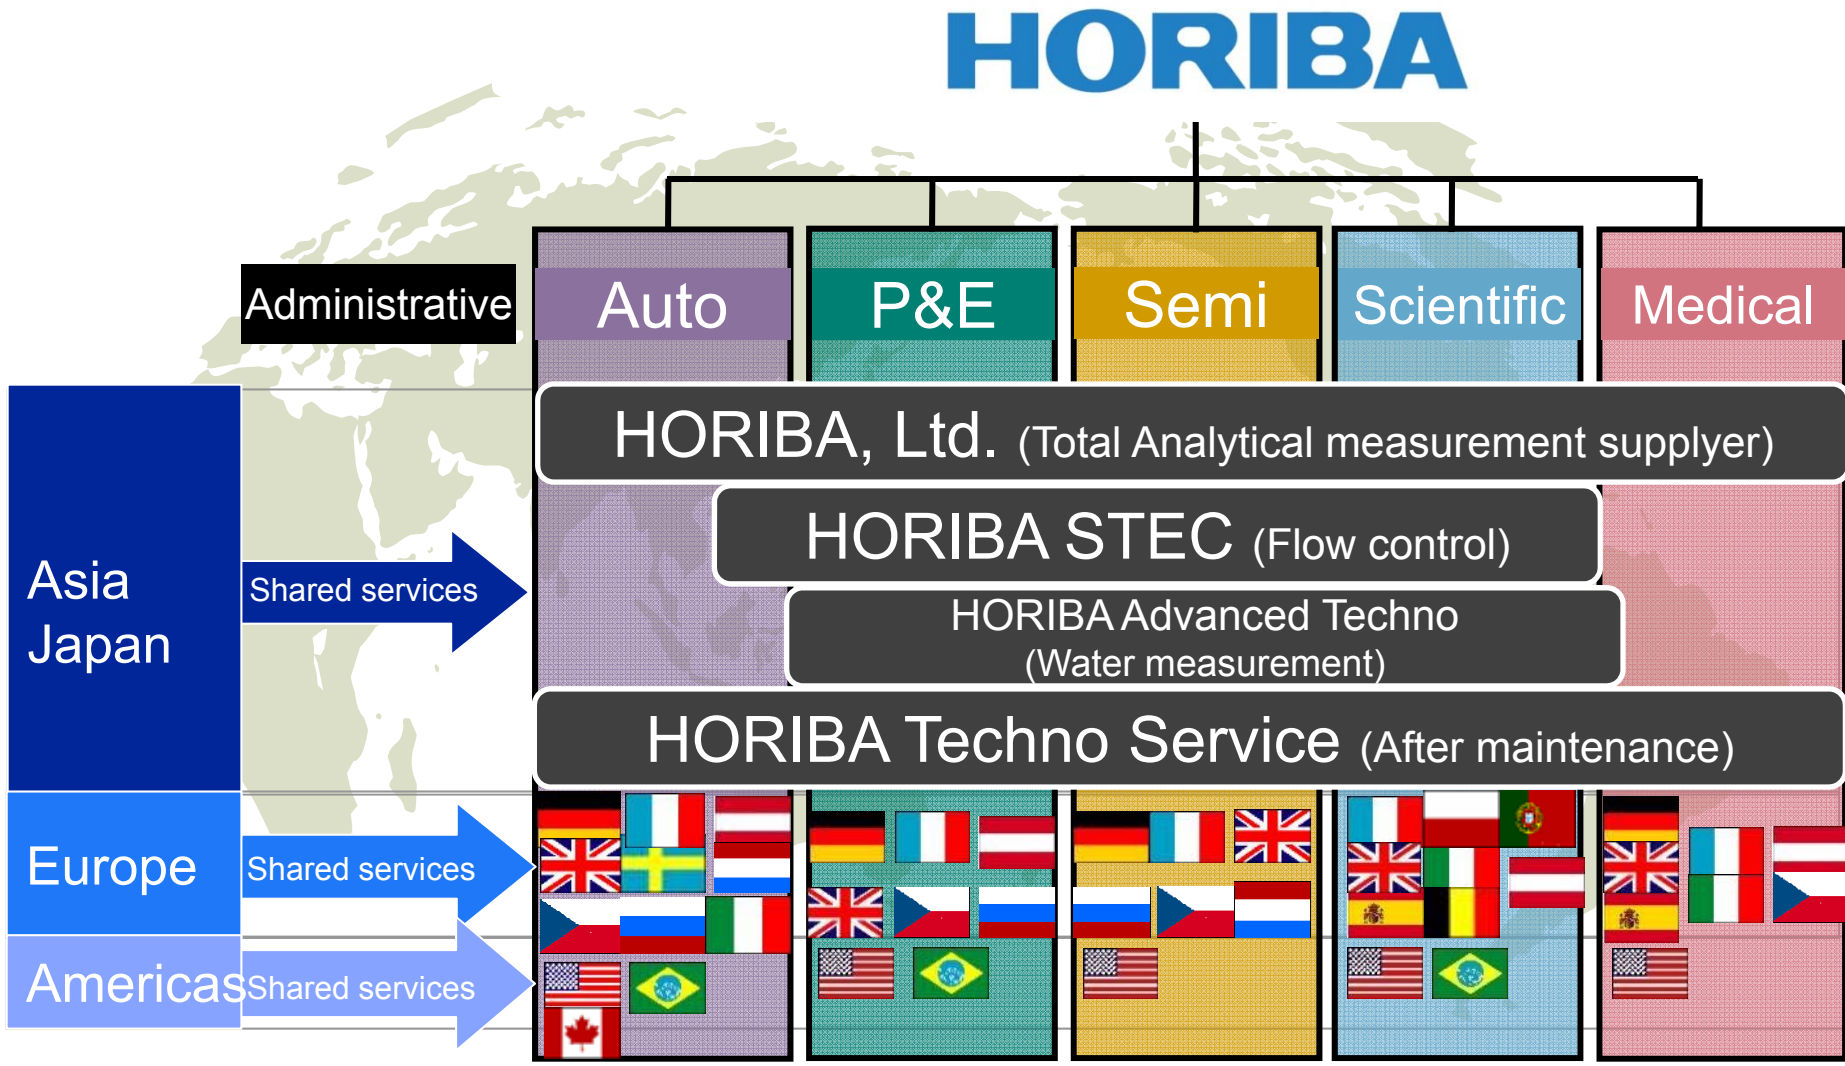 HORIBA
Administrative
Auto
P&E
Semi
Scientific
Medical
HORIBA, Ltd. (Total Analytical measurement supplyer)
HORIBA STEC (Flow control)
Asia
Japan
Shared services
HORIBA Advanced Techno
(Water measurement)
HORIBA Techno Service (After maintenance)
Europe
Shared services
Americas
Shared services